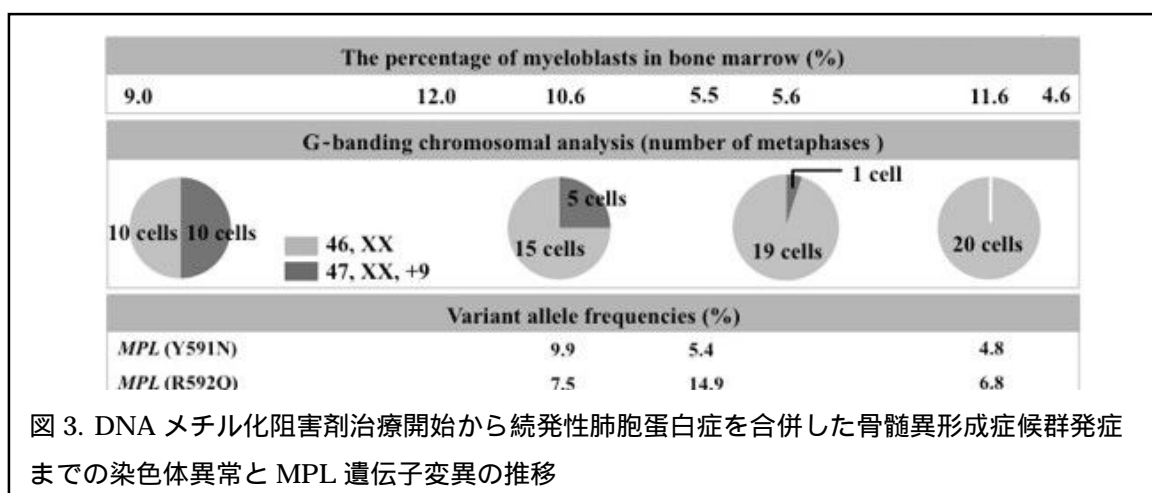 The percentage of myeloblasts in bone marrow (%)
9.0 12.0 10.6 5.5 5.6 11.6 4.6
G-banding chromosomal analysis (number of metaphases )
10 cells 10 cells
46, XX
47, XX, +9
5 cells
15 cells
1 cell
19 cells
20 cells
Variant allele frequencies (%)
MPL (Y591N) 9.9 5.4 4.8
MPL (R592Q) 7.5 14.9 6.8
図 3. DNA メチル化阻害剤治療開始から続発性肺胞蛋白症を合併した骨髄異形成症候群発症
までの染色体異常と MPL 遺伝子変異の推移